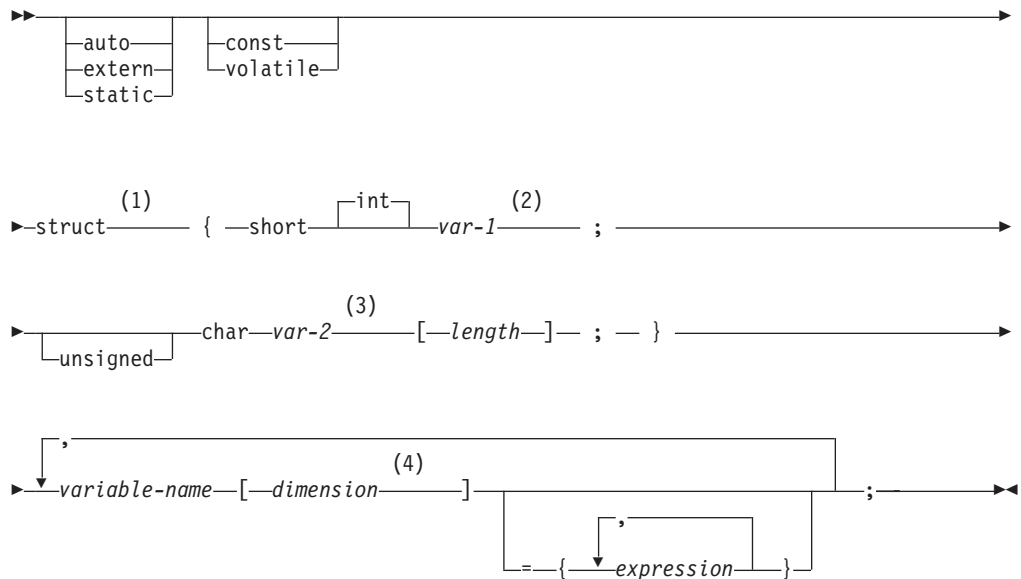 auto const
extern volatile
static
(1) int (2)
struct { short var-1 ;
(3)
char var-2 [ length ] ; }
unsigned
,
(4)
variable-name [ dimension ] ;
,
= { expression }